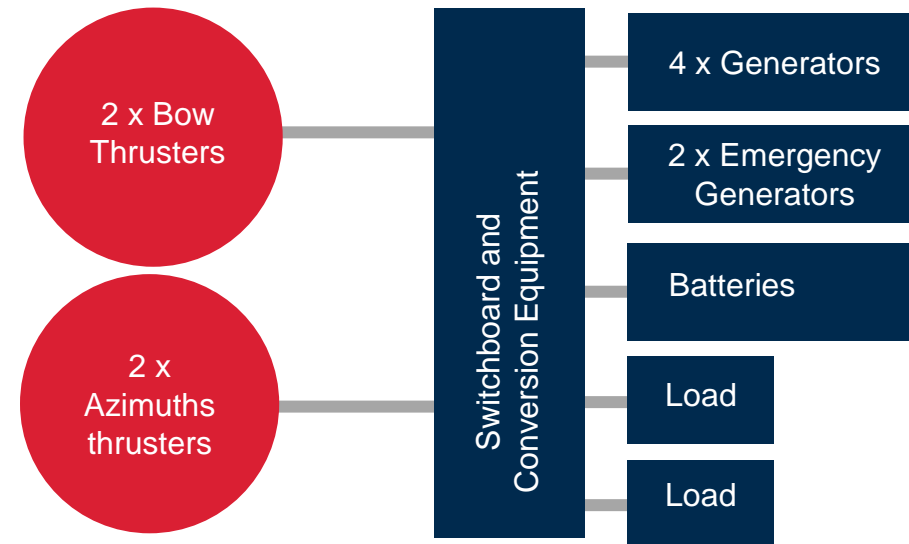 2 x Bow
Thrusters
2 x
Azimuths
thrusters
Switchboard and
Conversion Equipment
4 x Generators
2 x Emergency
Generators
Batteries
Load
Load